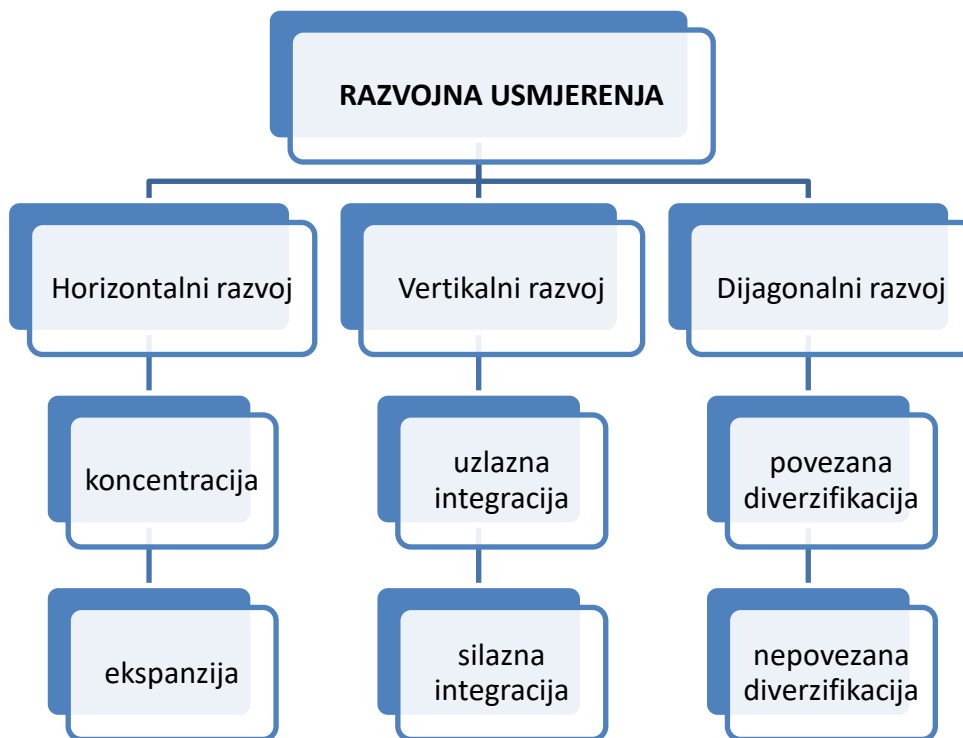 RAZVOJNA USMJERENJA
Horizontalni razvoj
Vertikalni razvoj
Dijagonalni razvoj
koncentracija
uzlazna
integracija
povezana
diverzifikacija
ekspanzija
silazna
integracija
nepovezana
diverzifikacija